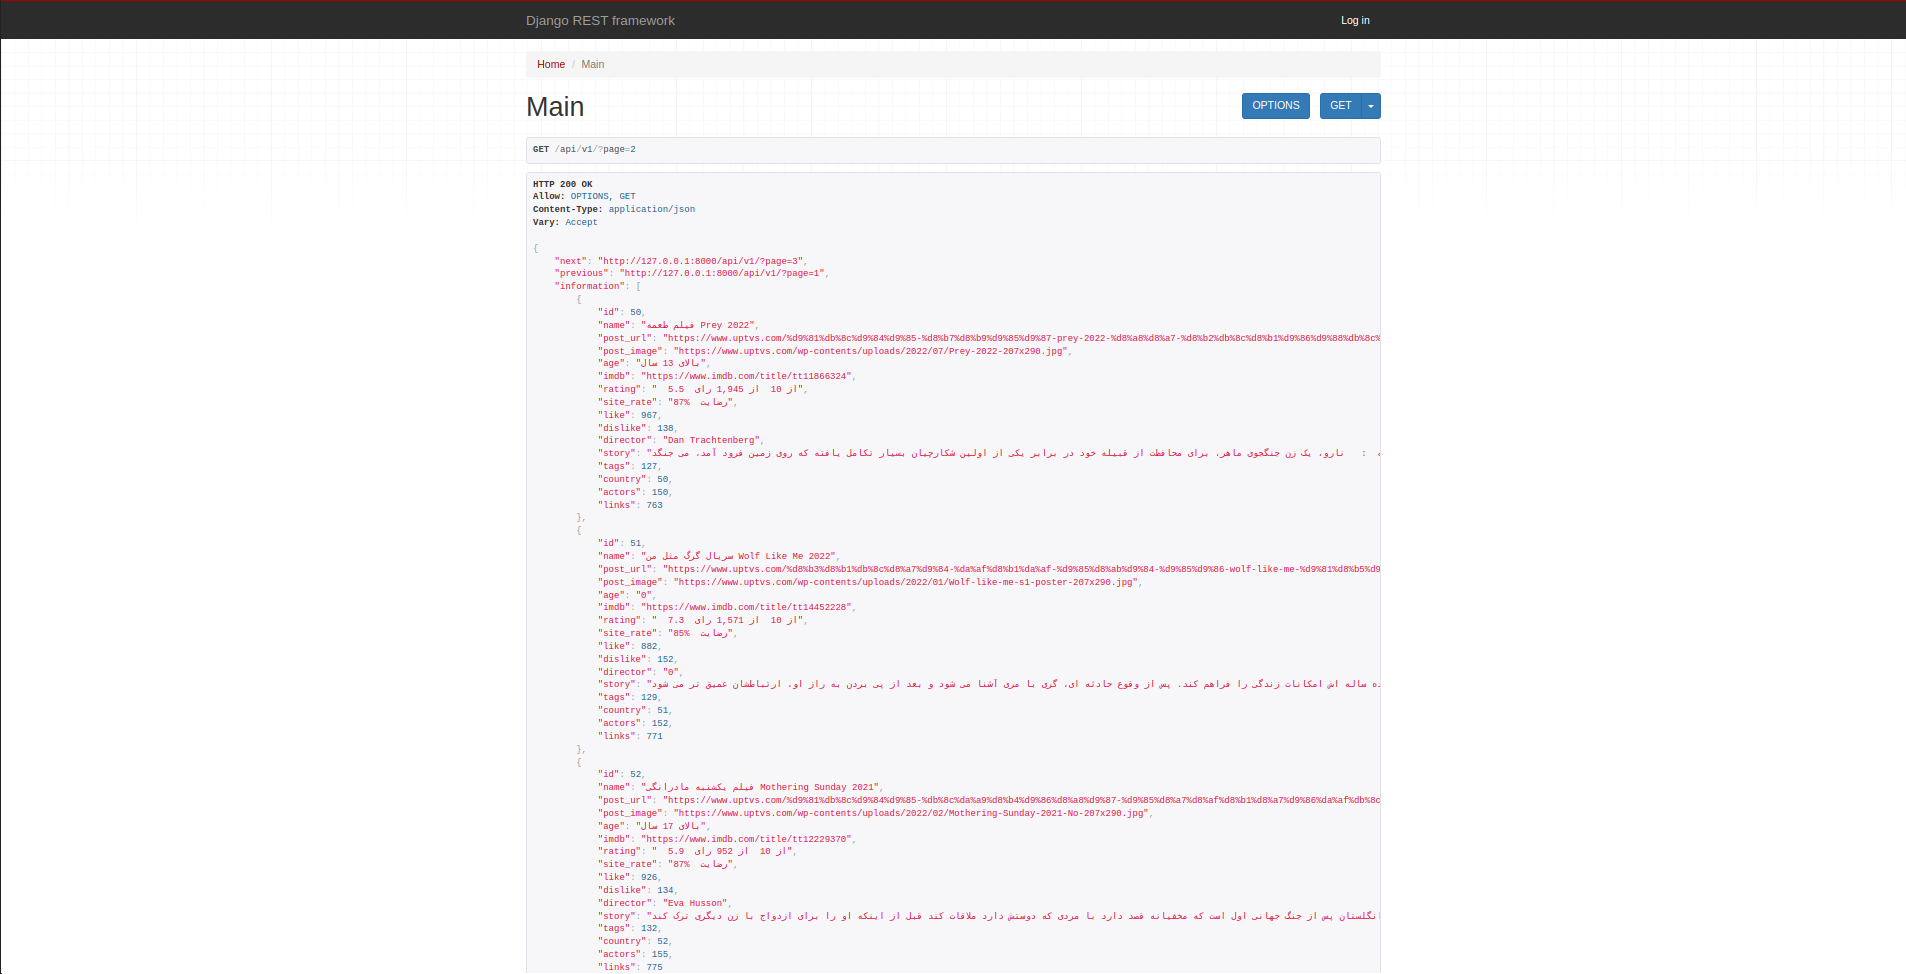 Django REST framework
Log in
Home / Main
Main
OPTIONS
GET
GET /api/v1/?page=2
HTTP 200 OK
Allow: OPTIONS, GET
Content-Type: application/json
Vary: Accept
{
"next": "http://127.0.0.1:8000/api/v1/?page=3",
"previous": "http://127.0.0.1:8000/api/v1/?page=1",
"information": [
{
"id": 50,
"name": "فیلم طعمه Prey 2022",
"post_url": "https://www.uptvs.com/%d9%81%db%8c%d9%84%d9%85-%d8%b7%d8%b9%d9%85%d9%87-prey-2022-%d8%a8%d8%a7-%d8%b2%db%8c%d8%b1%d9%86%d9%88%db%8c%
"post_image": "https://www.uptvs.com/wp-contents/uploads/2022/07/Prey-2022-207x290.jpg",
"age": "بالای 13 سال",
"imdb": "https://www.imdb.com/title/tt11866324",
"rating": "  5.5  از 10  از 1,945 رای",
"site_rate": "87%  رضایت",
"like": 967,
"dislike": 138,
"director": "Dan Trachtenberg",
"story": "ه  :   نارو، یک زن جنگجوی ماهر، برای محافظت از قبیله خود در برابر یکی از اولین شکارچیان بسیار تکامل یافته که روی زمین فرود آمد، می جنگد
"tags": 127,
"country": 50,
"actors": 150,
"links": 763
},
{
"id": 51,
"name": "سریال گرگ مثل من Wolf Like Me 2022",
"post_url": "https://www.uptvs.com/%d8%b3%d8%b1%db%8c%d8%a7%d9%84-%da%af%d8%b1%da%af-%d9%85%d8%ab%d9%84-%d9%85%d9%86-wolf-like-me-%d9%81%d8%b5%d9
"post_image": "https://www.uptvs.com/wp-contents/uploads/2022/01/Wolf-like-me-s1-poster-207x290.jpg",
"age": "0",
"imdb": "https://www.imdb.com/title/tt14452228",
"rating": "  7.3  از 10  از 1,571 رای",
"site_rate": "85%  رضایت",
"like": 882,
"dislike": 152,
"director": "0",
"story": "ده ساله اش امکانات زندگی را فراهم کند. پس از وقوع حادثه ای، گری با مری آشنا می شود و بعد از پی بردن به راز او، ارتباطشان عمیق تر می شود
"tags": 129,
"country": 51,
"actors": 152,
"links": 771
},
{
"id": 52,
"name": "فیلم یکشنبه مادرانگی Mothering Sunday 2021",
"post_url": "https://www.uptvs.com/%d9%81%db%8c%d9%84%d9%85-%db%8c%da%a9%d8%b4%d9%86%d8%a8%d9%87-%d9%85%d8%a7%d8%af%d8%b1%d8%a7%d9%86%da%af%db%8c
"post_image": "https://www.uptvs.com/wp-contents/uploads/2022/02/Mothering-Sunday-2021-No-207x290.jpg",
"age": "بالای 17 سال",
"imdb": "https://www.imdb.com/title/tt12229370",
"rating": "  5.9  از 10  از 952 رای",
"site_rate": "87%  رضایت",
"like": 926,
"dislike": 134,
"director": "Eva Husson",
"story": "انگلستان پس از جنگ جهانی اول است که مخفیانه قصد دارد با مردی که دوستش دارد ملاقات کند قبل از اینکه او را برای ازدواج با زن دیگری ترک کند
"tags": 132,
"country": 52,
"actors": 155,
"links": 775